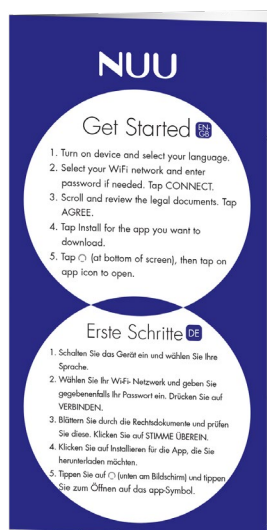 NUU
Get Started EN-
GB
1. Turn on device and select your language.
2. Select your WiFi network and enter
password if needed. Tap CONNECT.
3. Scroll and review the legal documents. Tap
AGREE.
4. Tap Install for the app you want to
download.
5. Tap ○ (at bottom of screen), then tap on
app icon to open.
Erste Schritte DE
1. Schalten Sie das Gerät ein und wählen Sie Ihre
Sprache.
2. Wählen Sie Ihr WiFi- Netzwerk und geben Sie
gegebenenfalls Ihr Passwort ein. Drücken Sie auf
VERBINDEN.
3. Blättern Sie durch die Rechtsdokumente und prüfen
Sie diese. Klicken Sie auf STIMME ÜBEREIN.
4. Klicken Sie auf Installieren für die App, die Sie
herunterladen möchten.
5. Tippen Sie auf ○ (unten am Bildschirm) und tippen
Sie zum Öffnen auf das app-Symbol.